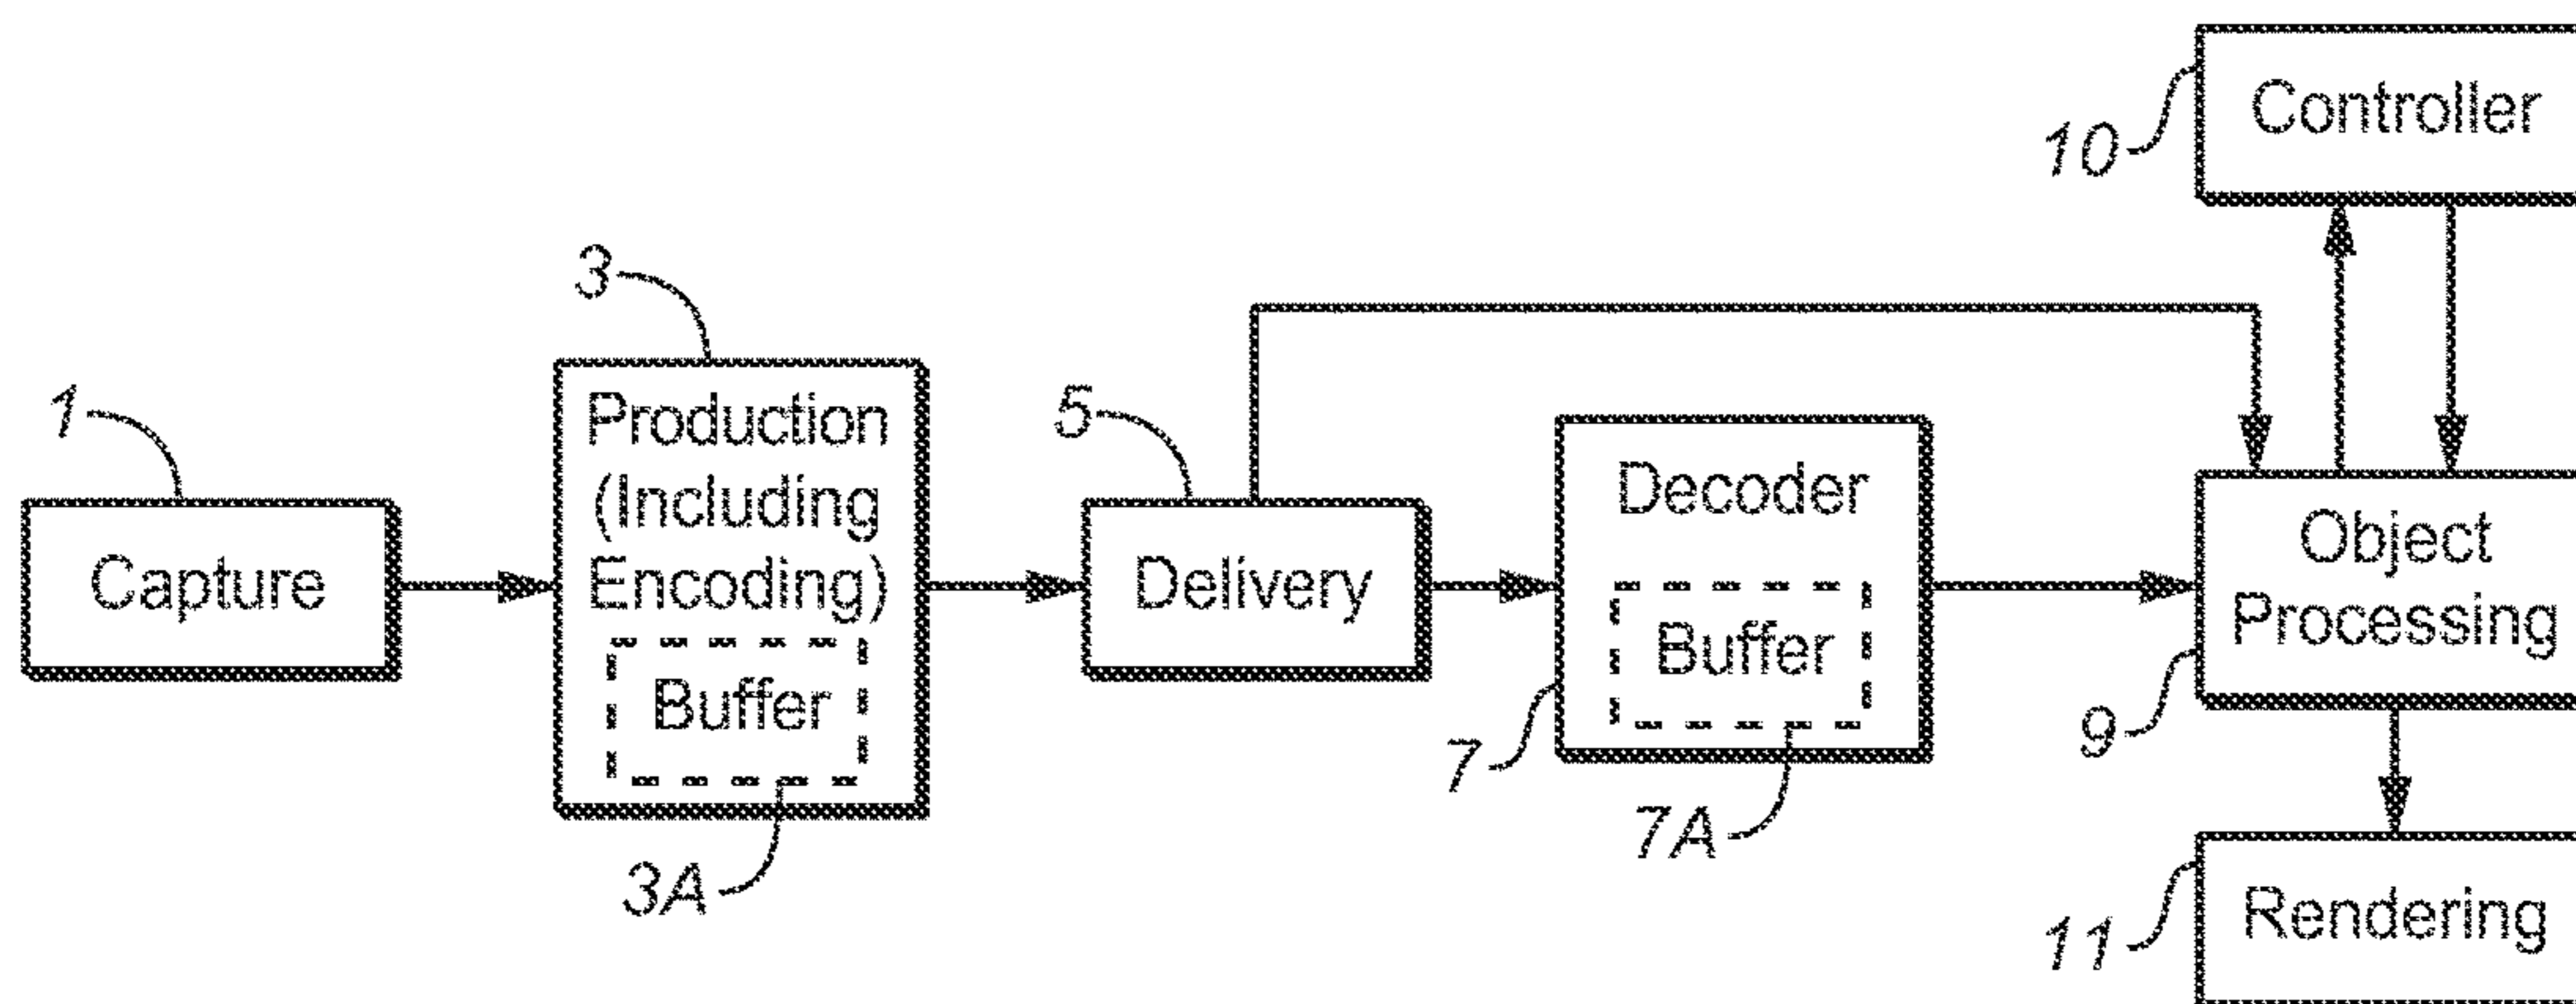 1
Capture
3
Production
(Including
Encoding)
Buffer
3A
5
Delivery
Decoder
Buffer
7
7A
10
Controller
Object
Processing
9
11
Rendering